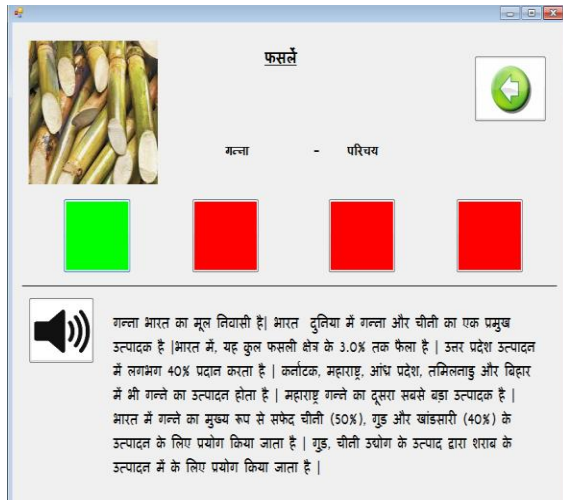 फसलें
गन्ना - परिचय
गन्ना भारत का मूल निवासी है| भारत दुनिया में गन्ना और चीनी का एक प्रमुख
उत्पादक है |भारत में, यह कुल फसली क्षेत्र के 3.0% तक फैला है | उत्तर प्रदेश उत्पादन
में लगभग 40% प्रदान करता है | कर्नाटक, महाराष्ट्र, आंध्र प्रदेश, तमिलनाडु और बिहार
में भी गन्ने का उत्पादन होता है | महाराष्ट्र गन्ने का दूसरा सबसे बड़ा उत्पादक है |
भारत में गन्ने का मुख्य रूप से सफेद चीनी (50%), गुड़ और खांडसारी (40%) के
उत्पादन के लिए प्रयोग किया जाता है | गुड़, चीनी उद्योग के उत्पाद द्वारा शराब के
उत्पादन में के लिए प्रयोग किया जाता है |